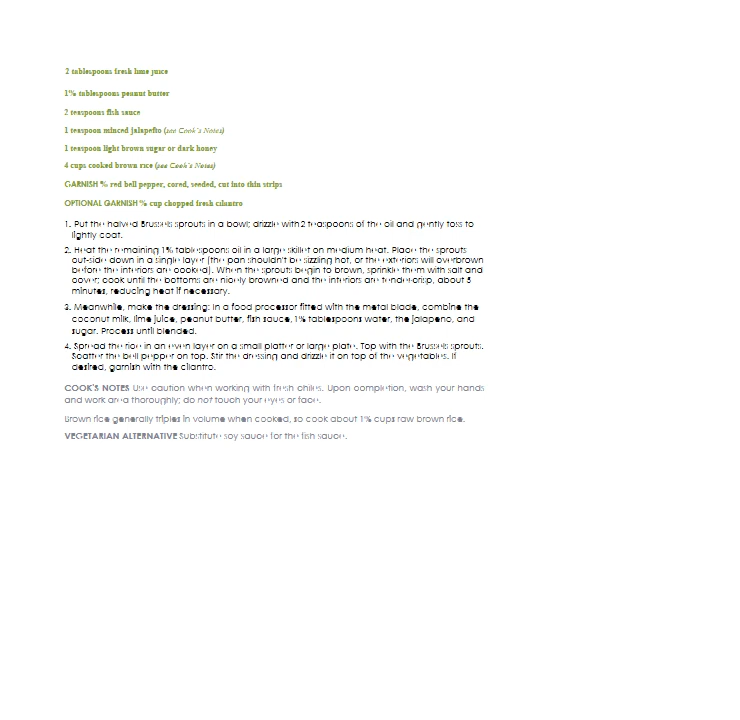 2 tablespoons fresh lime juice
1% tablespoons peanut butter
2 teaspoons fish sauce
1 teaspoon minced jalapeño (see Cook's Notes)
1 teaspoon light brown sugar or dark honey
4 cups cooked brown rice (see Cook's Notes)
GARNISH % red bell pepper, cored, seeded, cut into thin strips
OPTIONAL GARNISH % cup chopped fresh cilantro
1. Put the halved Brussels sprouts in a bowl; drizzle with 2 teaspoons of the oil and gently toss to
lightly coat.
2. Heat the remaining 1% tablespoons oil in a large skillet on medium heat. Place the sprouts
out-side down in a single layer (the pan shouldn't be sizzling hot, or the exteriors will overbrown
before the interiors are cooked). When the sprouts begin to brown, sprinkle them with salt and
cover; cook until the bottoms are nicely browned and the interiors are tender-crisp, about 5
minutes, reducing heat if necessary.
3. Meanwhile, make the dressing: In a food processor fitted with the metal blade, combine the
coconut milk, lime juice, peanut butter, fish sauce, 1% tablespoons water, the jalapeno, and
sugar. Process until blended.
4. Spread the rice in an even layer on a small platter or large plate. Top with the Brussels sprouts.
Scatter the bell pepper on top. Stir the dressing and drizzle it on top of the vegetables. If
desired, garnish with the cilantro.
COOK'S NOTES Use caution when working with fresh chiles. Upon completion, wash your hands
and work area thoroughly; do not touch your eyes or face.
Brown rice generally triples in volume when cooked, so cook about 1% cups raw brown rice.
VEGETARIAN ALTERNATIVE Substitute soy sauce for the fish sauce.